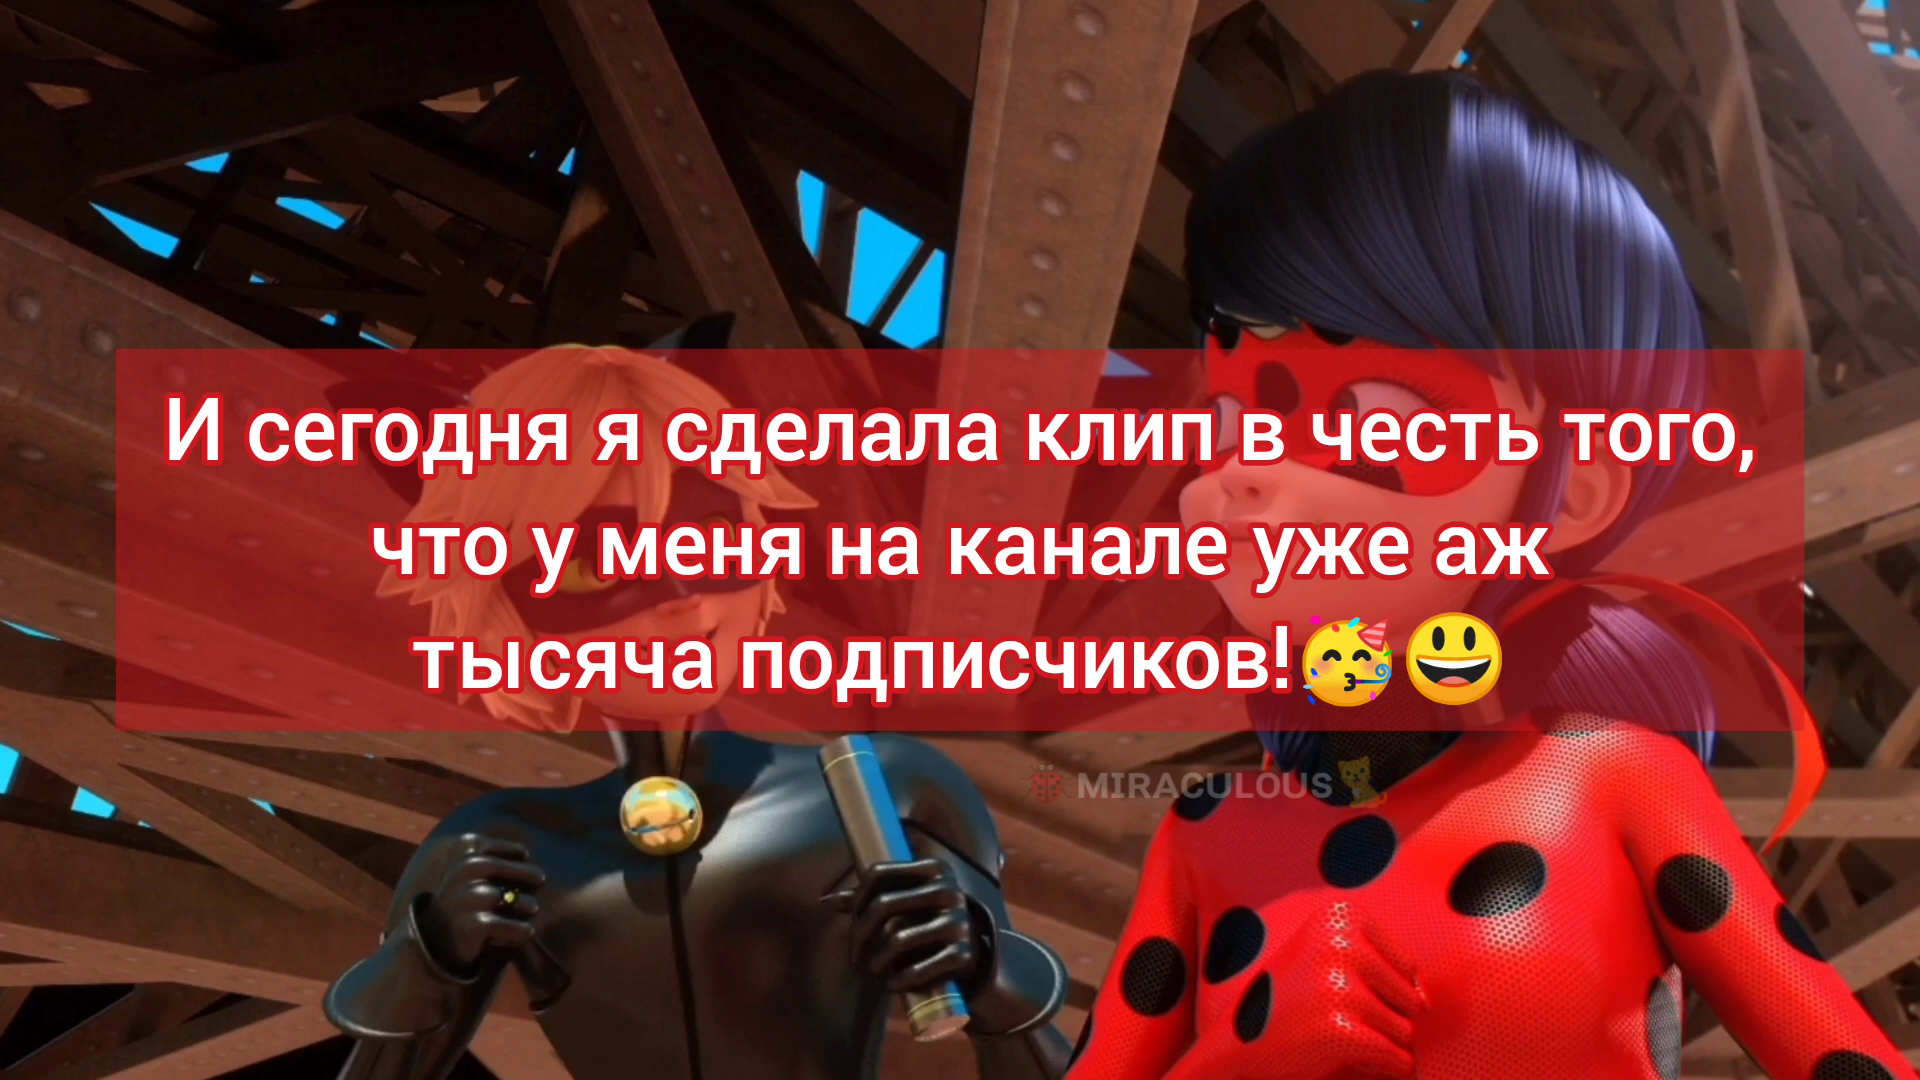 И сегодня я сделала клип в честь того,
что у меня на канале уже аж
тысяча подписчиков!🥳😃
🐞MIRACULOUS🐈